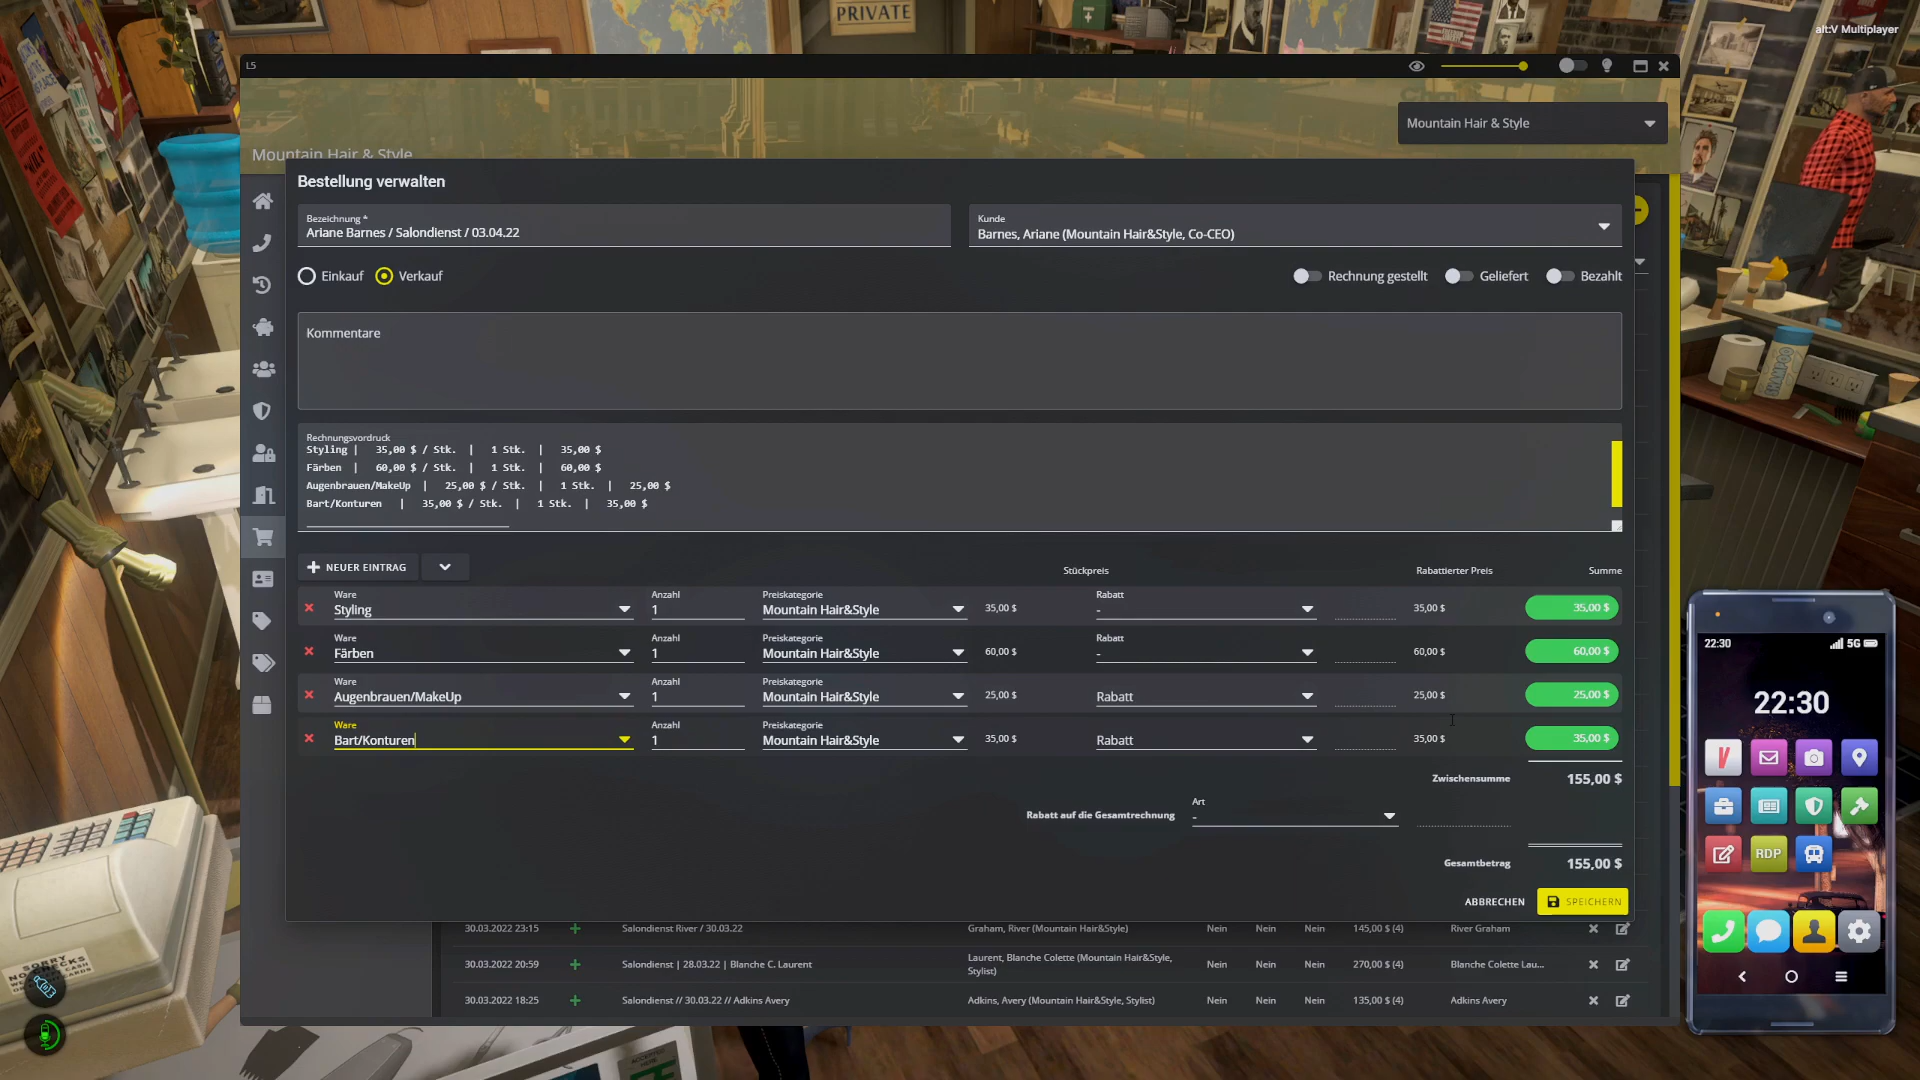 PRIVATE
alt:V Multiplayer
L5
Mountain Hair & Style
Mountain Hair & Style
Bestellung verwalten
Bezeichnung *
Ariane Barnes / Salondienst / 03.04.22
Kunde
Barnes, Ariane (Mountain Hair&Style, Co-CEO)
Einkauf Verkauf Rechnung gestellt Geliefert Bezahlt
Kommentare
Rechnungsvordruck
Styling | 35,00 $ / Stk. | 1 Stk. | 35,00 $
Färben | 60,00 $ / Stk. | 1 Stk. | 60,00 $
Augenbrauen/MakeUp | 25,00 $ / Stk. | 1 Stk. | 25,00 $
Bart/Konturen | 35,00 $ / Stk. | 1 Stk. | 35,00 $
NEUER EINTRAG
Stückpreis Rabattierter Preis Summe
Ware Anzahl Preiskategorie Rabatt
Styling 1 Mountain Hair&Style 35,00 $ - 35,00 $ 35,00 $
Ware Anzahl Preiskategorie Rabatt
Färben 1 Mountain Hair&Style 60,00 $ - 60,00 $ 60,00 $
Ware Anzahl Preiskategorie
Augenbrauen/MakeUp 1 Mountain Hair&Style 25,00 $ Rabatt 25,00 $ 25,00 $
Ware Anzahl Preiskategorie
Bart/Konturen 1 Mountain Hair&Style 35,00 $ Rabatt 35,00 $ 35,00 $
Zwischensumme 155,00 $
Art
Rabatt auf die Gesamtrechnung -
Gesamtbetrag 155,00 $
ABBRECHEN SPEICHERN
30.03.2022 23:15 Salondienst River / 30.03.22 Graham, River (Mountain Hair&Style) Nein Nein Nein 145,00 $ (4) River Graham
30.03.2022 20:59 Salondienst | 28.03.22 | Blanche C. Laurent Laurent, Blanche Colette (Mountain Hair&Style, Stylist) Nein Nein Nein 270,00 $ (4) Blanche Colette Lau...
30.03.2022 18:25 Salondienst // 30.03.22 // Adkins Avery Adkins, Avery (Mountain Hair&Style, Stylist) Nein Nein Nein 135,00 $ (4) Adkins Avery
22:30 5G
22:30
RDP
SHAMPOO
SORRY
NO CHECKS